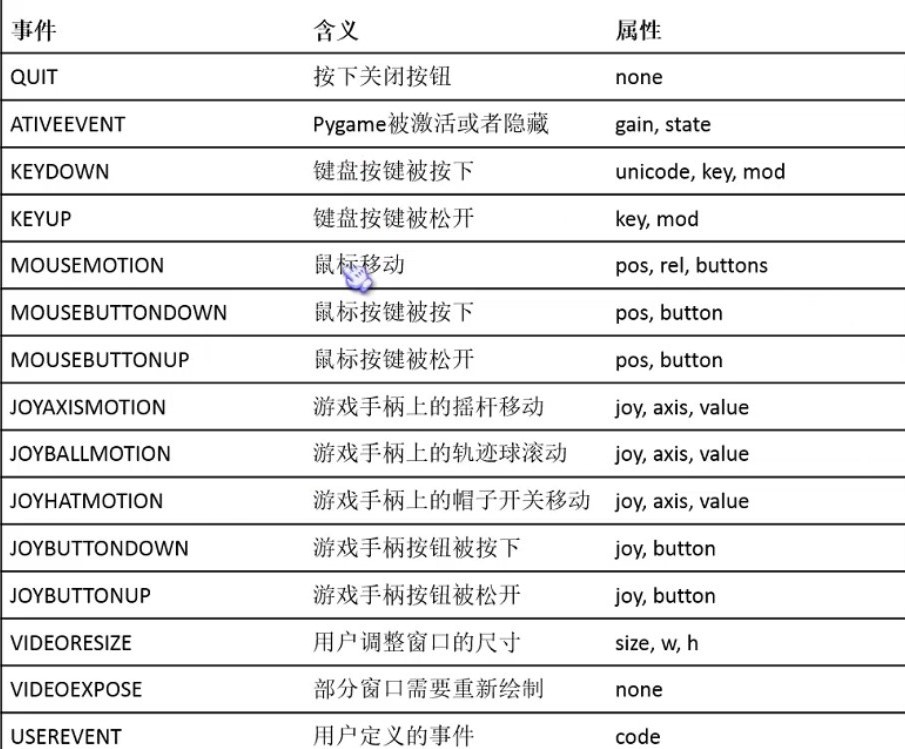 事件 含义 属性
QUIT 按下关闭按钮 none
ATIVEEVENT Pygame被激活或者隐藏 gain, state
KEYDOWN 键盘按键被按下 unicode, key, mod
KEYUP 键盘按键被松开 key, mod
MOUSEMOTION 鼠标移动 pos, rel, buttons
MOUSEBUTTONDOWN 鼠标按键被按下 pos, button
MOUSEBUTTONUP 鼠标按键被松开 pos, button
JOYAXISMOTION 游戏手柄上的摇杆移动 joy, axis, value
JOYBALLMOTION 游戏手柄上的轨迹球滚动 joy, axis, value
JOYHATMOTION 游戏手柄上的帽子开关移动 joy, axis, value
JOYBUTTONDOWN 游戏手柄按钮被按下 joy, button
JOYBUTTONUP 游戏手柄按钮被松开 joy, button
VIDEORESIZE 用户调整窗口的尺寸 size, w, h
VIDEOEXPOSE 部分窗口需要重新绘制 none
USEREVENT 用户定义的事件 code